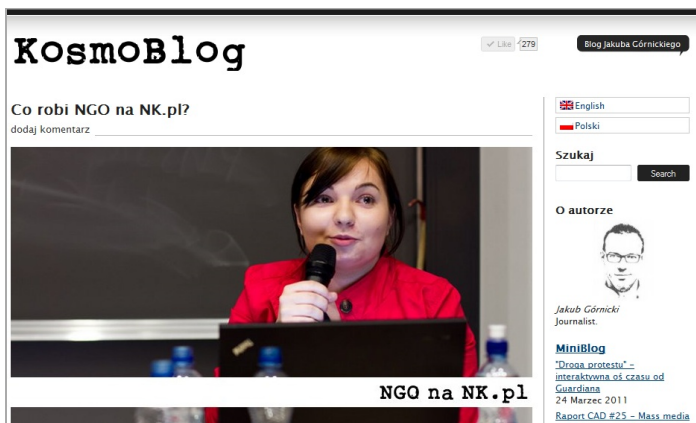 KosmoBlog
Like 279
Blog Jakuba Górnickiego
Co robi NGO na NK.pl?
dodaj komentarz
NGO na NK.pl
English
Polski
Szukaj
Search
O autorze
Jakub Górnicki
Journalist.
MiniBlog
"Droga protestu" –
interaktywna oś czasu od
Guardiana
24 Marzec 2011
Raport CAD #25 – Mass media